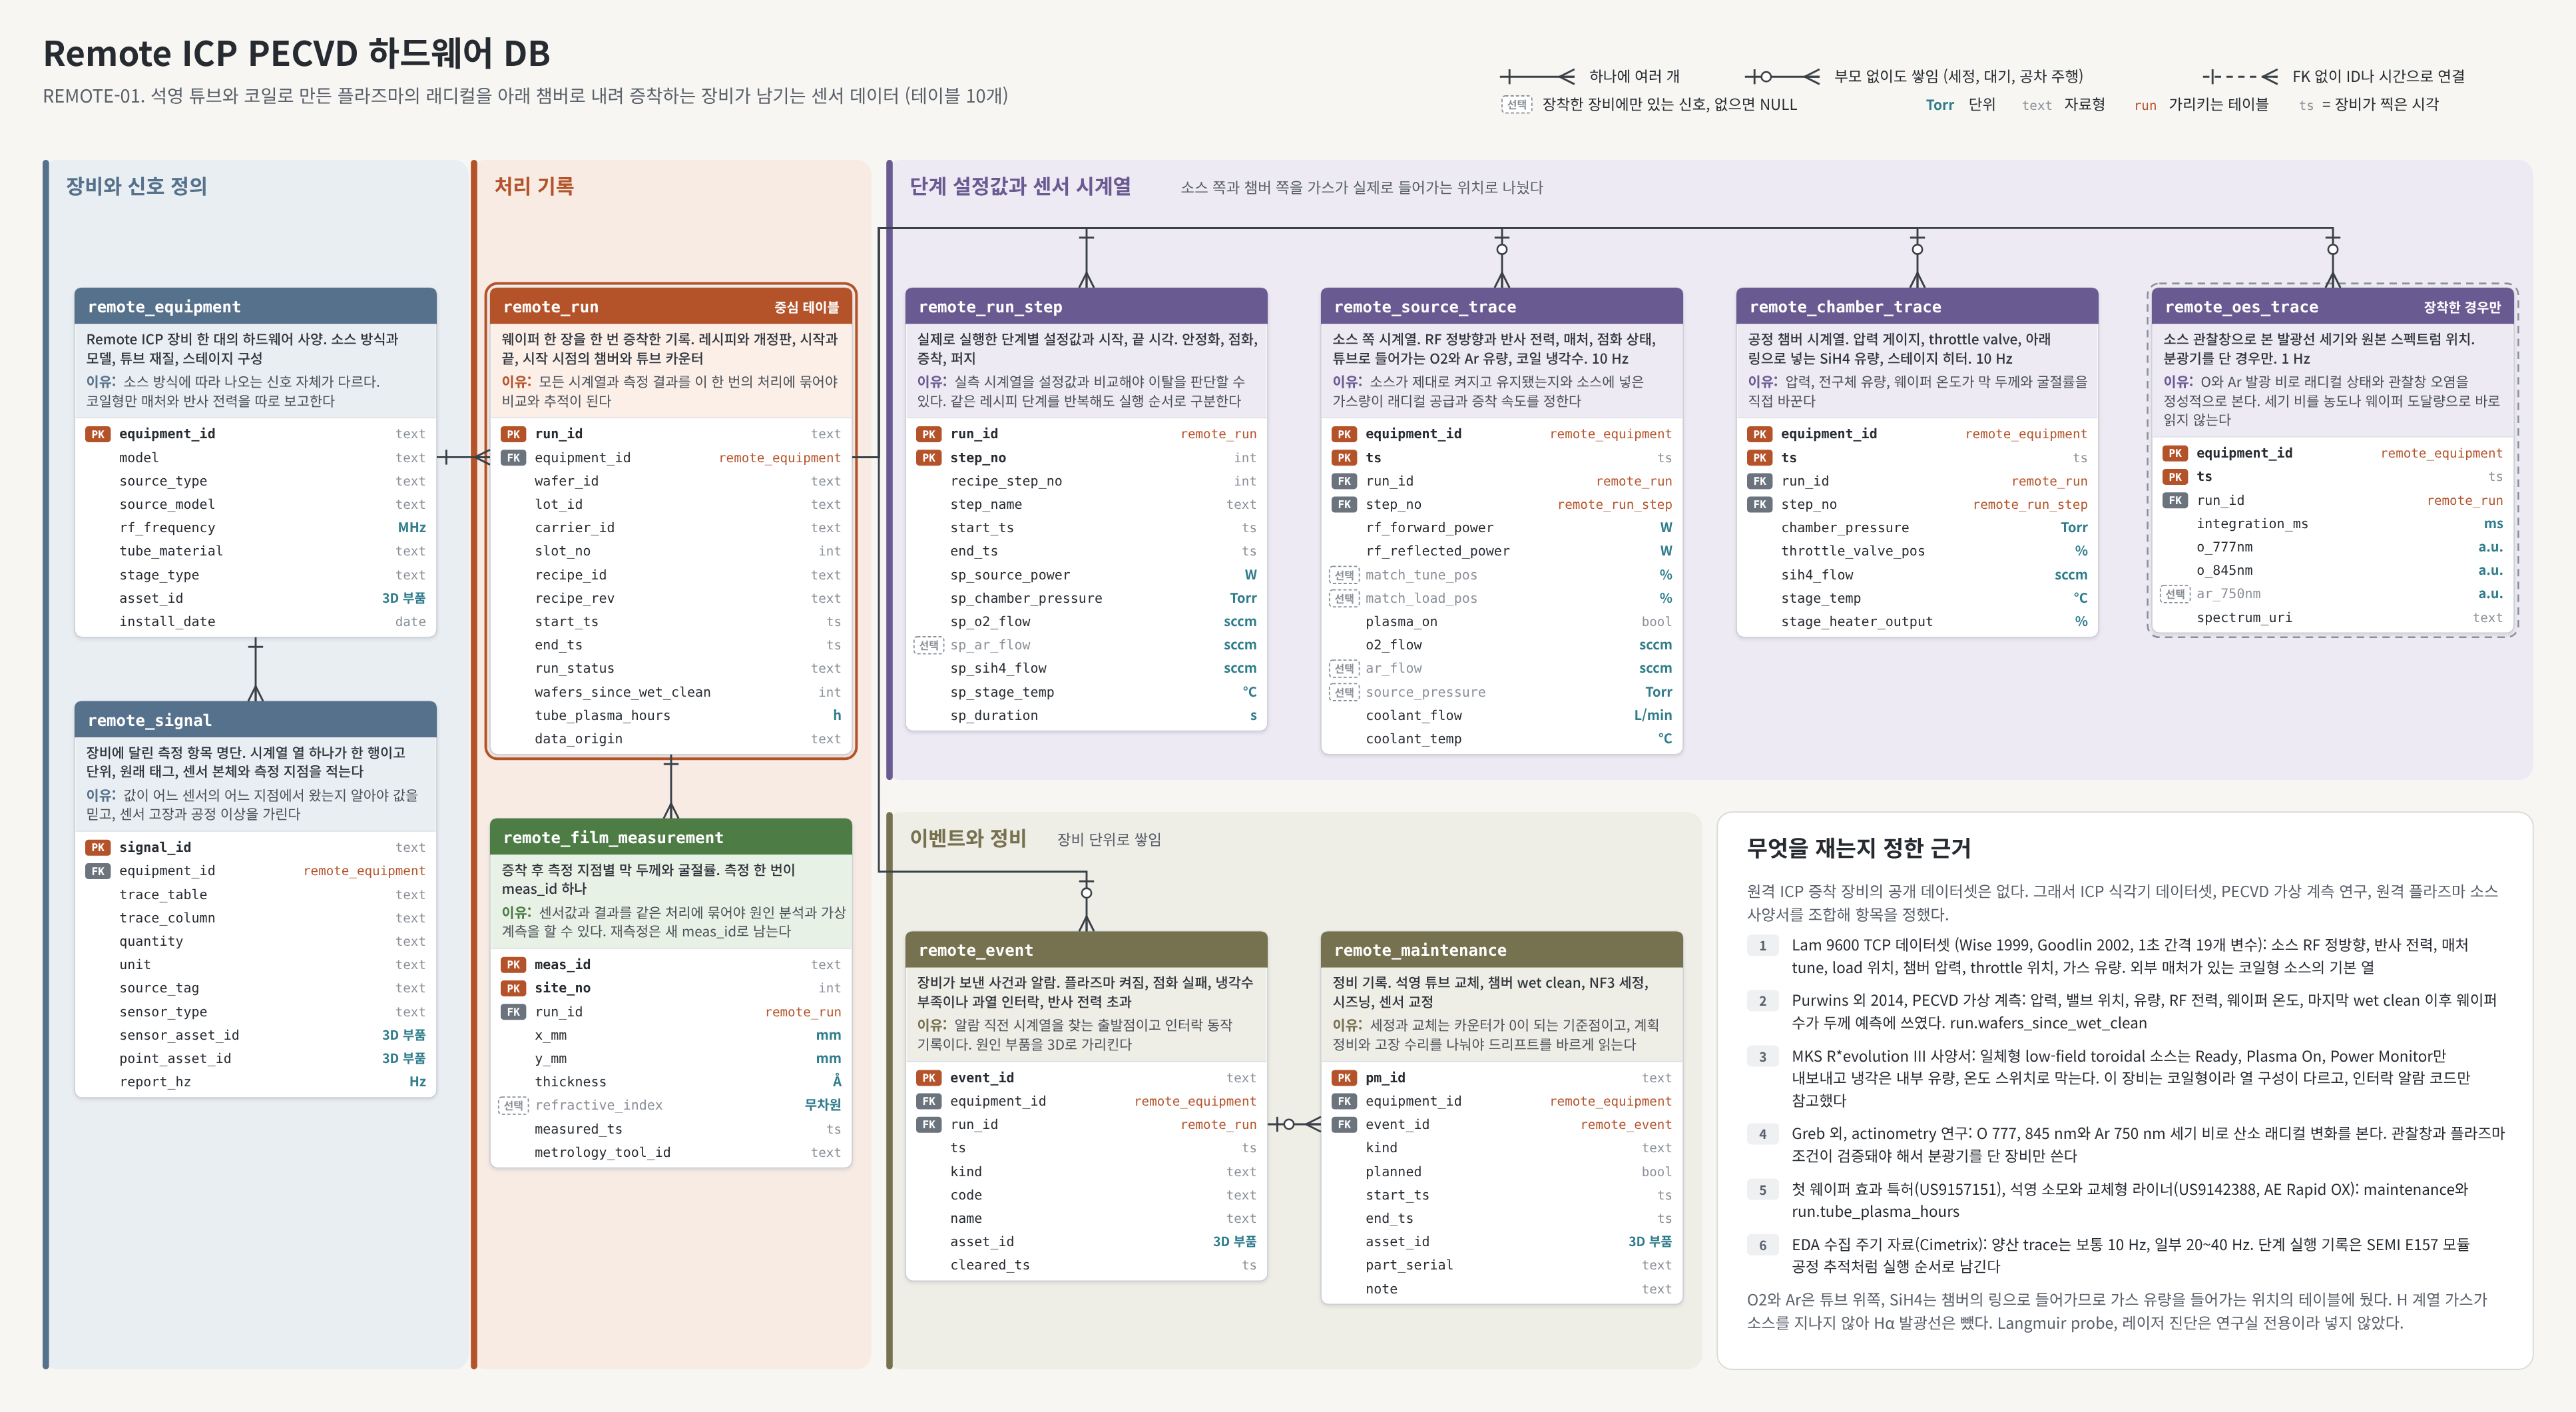 Remote ICP PECVD 하드웨어 DB
REMOTE-01. 석영 튜브와 코일로 만든 플라즈마의 래디컬을 아래 챔버로 내려 증착하는 장비가 남기는 센서 데이터 (테이블 10개)
하나에 여러 개
부모 없이도 쌓임 (세정, 대기, 공차 주행)
FK 없이 ID나 시간으로 연결
선택 장착한 장비에만 있는 신호, 없으면 NULL
Torr 단위
text 자료형
run 가리키는 테이블
ts = 장비가 찍은 시각
장비와 신호 정의
remote_equipment
Remote ICP 장비 한 대의 하드웨어 사양. 소스 방식과
모델, 튜브 재질, 스테이지 구성
이유: 소스 방식에 따라 나오는 신호 자체가 다르다.
코일형만 매처와 반사 전력을 따로 보고한다
PK equipment_id text
model text
source_type text
source_model text
rf_frequency MHz
tube_material text
stage_type text
asset_id 3D 부품
install_date date
remote_signal
장비에 달린 측정 항목 명단. 시계열 열 하나가 한 행이고
단위, 원래 태그, 센서 본체와 측정 지점을 적는다
이유: 값이 어느 센서의 어느 지점에서 왔는지 알아야 값을
믿고, 센서 고장과 공정 이상을 가린다
PK signal_id text
FK equipment_id remote_equipment
trace_table text
trace_column text
quantity text
unit text
source_tag text
sensor_type text
sensor_asset_id 3D 부품
point_asset_id 3D 부품
report_hz Hz
처리 기록
remote_run 중심 테이블
웨이퍼 한 장을 한 번 증착한 기록. 레시피와 개정판, 시작과
끝, 시작 시점의 챔버와 튜브 카운터
이유: 모든 시계열과 측정 결과를 이 한 번의 처리에 묶어야
비교와 추적이 된다
PK run_id text
FK equipment_id remote_equipment
wafer_id text
lot_id text
carrier_id text
slot_no int
recipe_id text
recipe_rev text
start_ts ts
end_ts ts
run_status text
wafers_since_wet_clean int
tube_plasma_hours h
data_origin text
remote_film_measurement
증착 후 측정 지점별 막 두께와 굴절률. 측정 한 번이
meas_id 하나
이유: 센서값과 결과를 같은 처리에 묶어야 원인 분석과 가상
계측을 할 수 있다. 재측정은 새 meas_id로 남는다
PK meas_id text
PK site_no int
FK run_id remote_run
x_mm mm
y_mm mm
thickness Å
선택 refractive_index 무차원
measured_ts ts
metrology_tool_id text
단계 설정값과 센서 시계열 소스 쪽과 챔버 쪽을 가스가 실제로 들어가는 위치로 나눴다
remote_run_step
실제로 실행한 단계별 설정값과 시작, 끝 시각. 안정화, 점화,
증착, 퍼지
이유: 실측 시계열을 설정값과 비교해야 이탈을 판단할 수
있다. 같은 레시피 단계를 반복해도 실행 순서로 구분한다
PK run_id remote_run
PK step_no int
recipe_step_no int
step_name text
start_ts ts
end_ts ts
sp_source_power W
sp_chamber_pressure Torr
sp_o2_flow sccm
선택 sp_ar_flow sccm
sp_sih4_flow sccm
sp_stage_temp °C
sp_duration s
remote_source_trace
소스 쪽 시계열. RF 정방향과 반사 전력, 매처, 점화 상태,
튜브로 들어가는 O2와 Ar 유량, 코일 냉각수. 10 Hz
이유: 소스가 제대로 켜지고 유지됐는지와 소스에 넣은
가스량이 래디컬 공급과 증착 속도를 정한다
PK equipment_id remote_equipment
PK ts ts
FK run_id remote_run
FK step_no remote_run_step
rf_forward_power W
rf_reflected_power W
선택 match_tune_pos %
선택 match_load_pos %
plasma_on bool
o2_flow sccm
선택 ar_flow sccm
선택 source_pressure Torr
coolant_flow L/min
coolant_temp °C
remote_chamber_trace
공정 챔버 시계열. 압력 게이지, throttle valve, 아래
링으로 넣는 SiH4 유량, 스테이지 히터. 10 Hz
이유: 압력, 전구체 유량, 웨이퍼 온도가 막 두께와 굴절률을
직접 바꾼다
PK equipment_id remote_equipment
PK ts ts
FK run_id remote_run
FK step_no remote_run_step
chamber_pressure Torr
throttle_valve_pos %
sih4_flow sccm
stage_temp °C
stage_heater_output %
remote_oes_trace 장착한 경우만
소스 관찰창으로 본 발광선 세기와 원본 스펙트럼 위치.
분광기를 단 경우만. 1 Hz
이유: O와 Ar 발광 비로 래디컬 상태와 관찰창 오염을
정성적으로 본다. 세기 비를 농도나 웨이퍼 도달량으로 바로
읽지 않는다
PK equipment_id remote_equipment
PK ts ts
FK run_id remote_run
integration_ms ms
o_777nm a.u.
o_845nm a.u.
선택 ar_750nm a.u.
spectrum_uri text
이벤트와 정비 장비 단위로 쌓임
remote_event
장비가 보낸 사건과 알람. 플라즈마 켜짐, 점화 실패, 냉각수
부족이나 과열 인터락, 반사 전력 초과
이유: 알람 직전 시계열을 찾는 출발점이고 인터락 동작
기록이다. 원인 부품을 3D로 가리킨다
PK event_id text
FK equipment_id remote_equipment
FK run_id remote_run
ts ts
kind text
code text
name text
asset_id 3D 부품
cleared_ts ts
remote_maintenance
정비 기록. 석영 튜브 교체, 챔버 wet clean, NF3 세정,
시즈닝, 센서 교정
이유: 세정과 교체는 카운터가 0이 되는 기준점이고, 계획
정비와 고장 수리를 나눠야 드리프트를 바르게 읽는다
PK pm_id text
FK equipment_id remote_equipment
FK event_id remote_event
kind text
planned bool
start_ts ts
end_ts ts
asset_id 3D 부품
part_serial text
note text
무엇을 재는지 정한 근거
원격 ICP 증착 장비의 공개 데이터셋은 없다. 그래서 ICP 식각기 데이터셋, PECVD 가상 계측 연구, 원격 플라즈마 소스
사양서를 조합해 항목을 정했다.
1 Lam 9600 TCP 데이터셋 (Wise 1999, Goodlin 2002, 1초 간격 19개 변수): 소스 RF 정방향, 반사 전력, 매처
tune, load 위치, 챔버 압력, throttle 위치, 가스 유량. 외부 매처가 있는 코일형 소스의 기본 열
2 Purwins 외 2014, PECVD 가상 계측: 압력, 밸브 위치, 유량, RF 전력, 웨이퍼 온도, 마지막 wet clean 이후 웨이퍼
수가 두께 예측에 쓰였다. run.wafers_since_wet_clean
3 MKS R*evolution III 사양서: 일체형 low-field toroidal 소스는 Ready, Plasma On, Power Monitor만
내보내고 냉각은 내부 유량, 온도 스위치로 막는다. 이 장비는 코일형이라 열 구성이 다르고, 인터락 알람 코드만
참고했다
4 Greb 외, actinometry 연구: O 777, 845 nm와 Ar 750 nm 세기 비로 산소 래디컬 변화를 본다. 관찰창과 플라즈마
조건이 검증돼야 해서 분광기를 단 장비만 쓴다
5 첫 웨이퍼 효과 특허(US9157151), 석영 소모와 교체형 라이너(US9142388, AE Rapid OX): maintenance와
run.tube_plasma_hours
6 EDA 수집 주기 자료(Cimetrix): 양산 trace는 보통 10 Hz, 일부 20~40 Hz. 단계 실행 기록은 SEMI E157 모듈
공정 추적처럼 실행 순서로 남긴다
O2와 Ar은 튜브 위쪽, SiH4는 챔버의 링으로 들어가므로 가스 유량을 들어가는 위치의 테이블에 뒀다. H 계열 가스가
소스를 지나지 않아 Hα 발광선은 뺐다. Langmuir probe, 레이저 진단은 연구실 전용이라 넣지 않았다.